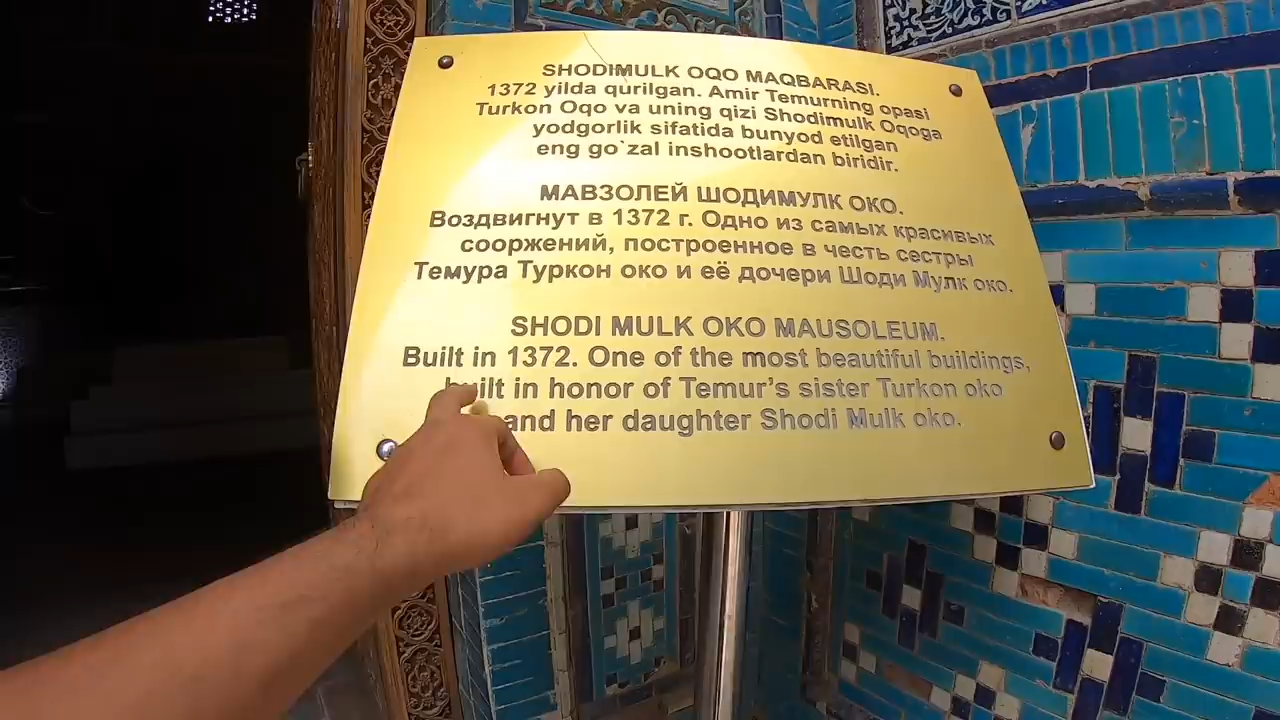 SHODIMULK OQO MAQBARASI.
1372 yilda qurilgan. Amir Temurning opasi
Turkon Oqo va uning qizi Shodimulk Oqoga
yodgorlik sifatida bunyod etilgan
eng go`zal inshootlardan biridir.
МАВЗОЛЕЙ ШОДИМУЛК ОКО.
Воздвигнут в 1372 г. Одно из самых красивых
сооржений, построенное в честь сестры
Темура Туркон око и её дочери Шоди Мулк око.
SHODI MULK OKO MAUSOLEUM.
Built in 1372. One of the most beautiful buildings,
built in honor of Temur's sister Turkon oko
and her daughter Shodi Mulk oko.